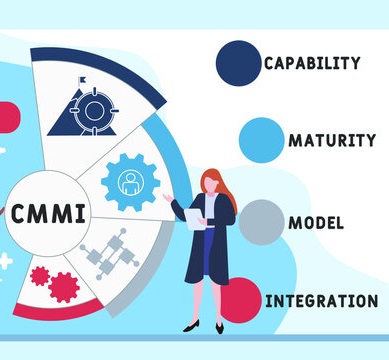 CMMI
CAPABILITY
MATURITY
MODEL
INTEGRATION